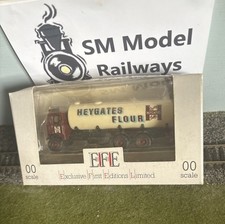 SM Model
Railways
HEYGATES
FLOUR
00
scale
EFE
Exclusive First Editions Limited
00
scale